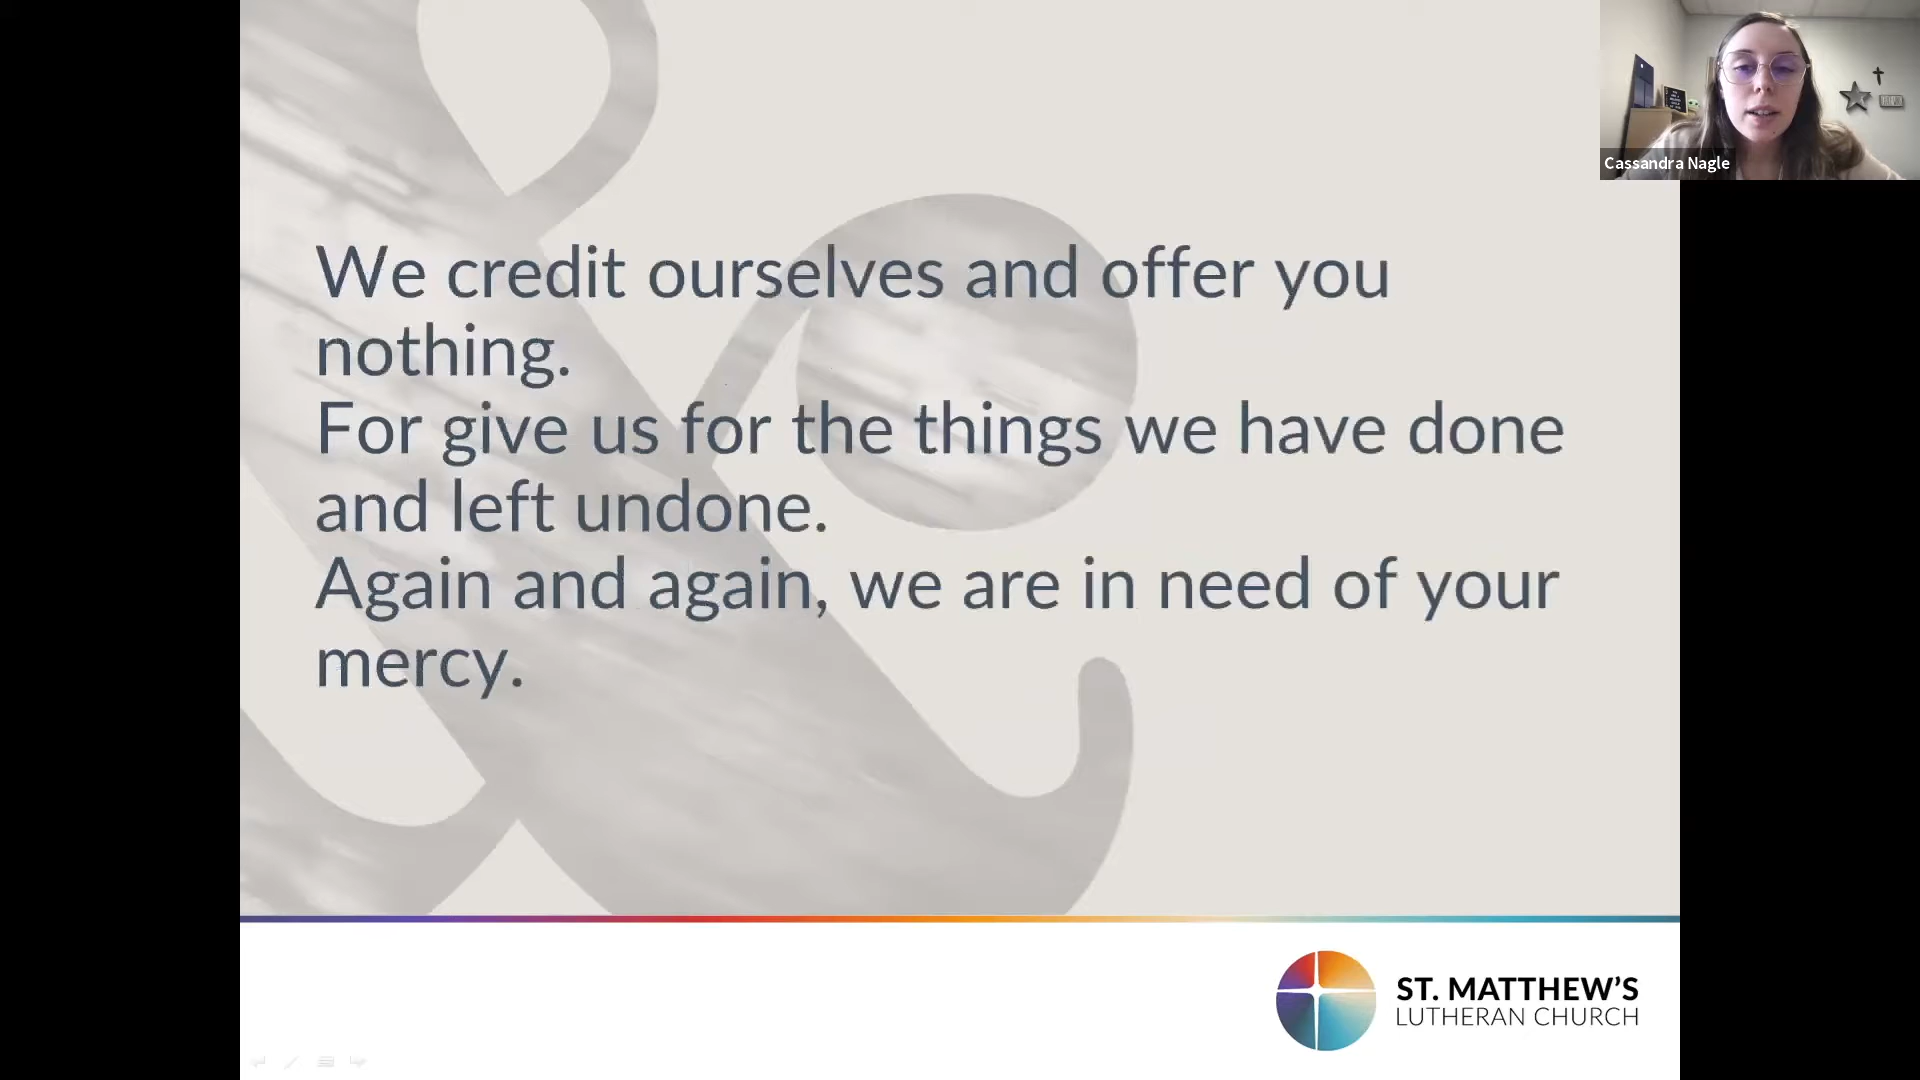 We credit ourselves and offer you
nothing.
For give us for the things we have done
and left undone.
Again and again, we are in need of your
mercy.
Cassandra Nagle
ST. MATTHEW'S
LUTHERAN CHURCH